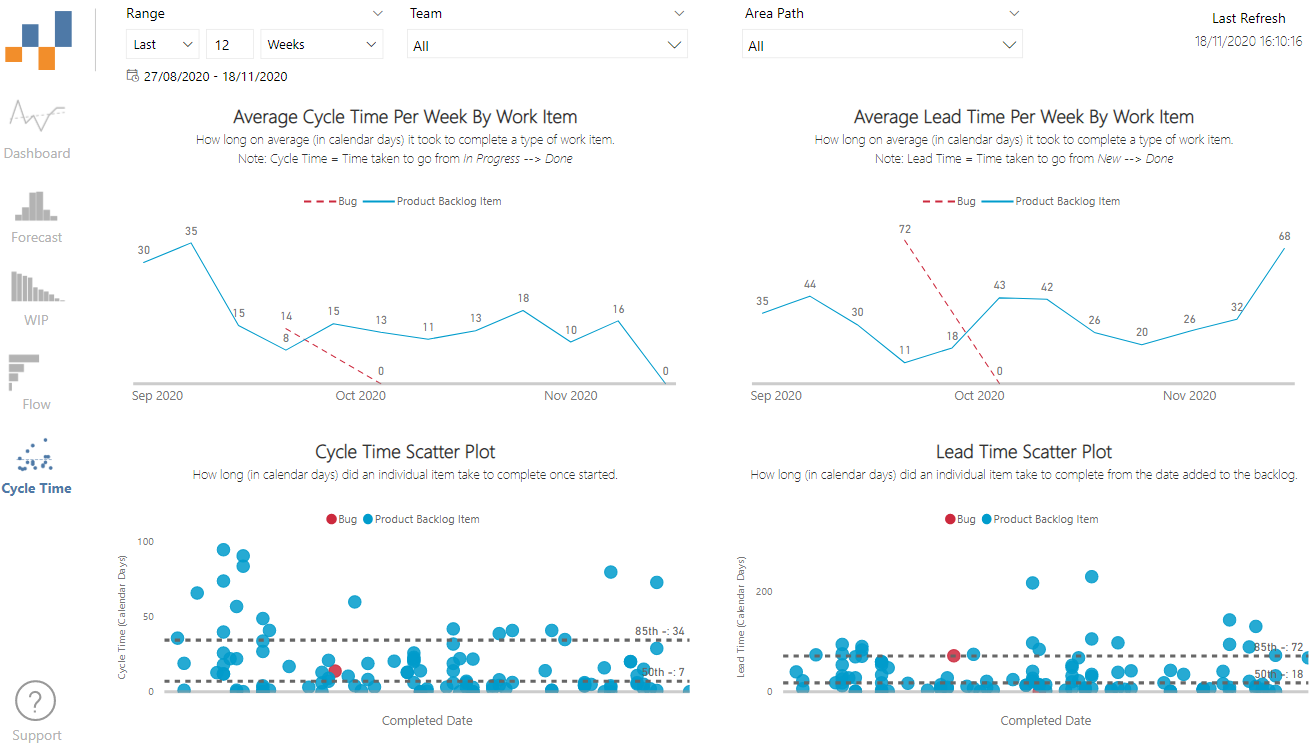 Range
Team
Area Path
Last Refresh
Last
12
Weeks
All
All
18/11/2020 16:10:16
27/08/2020 - 18/11/2020
Dashboard
Forecast
WIP
Flow
Cycle Time
Support
Average Cycle Time Per Week By Work Item
How long on average (in calendar days) it took to complete a type of work item.
Note: Cycle Time = Time taken to go from In Progress --> Done
Bug Product Backlog Item
30
35
15
14
8
15
13
0
11
13
18
10
16
0
Sep 2020 Oct 2020 Nov 2020
Average Lead Time Per Week By Work Item
How long on average (in calendar days) it took to complete a type of work item.
Note: Lead Time = Time taken to go from New --> Done
Bug Product Backlog Item
35
44
30
72
11
18
43
0
42
26
20
26
32
68
Sep 2020 Oct 2020 Nov 2020
Cycle Time Scatter Plot
How long (in calendar days) did an individual item take to complete once started.
Bug Product Backlog Item
Cycle Time (Calendar Days)
100
50
0
85th -: 34
50th -: 7
Completed Date
Lead Time Scatter Plot
How long (in calendar days) did an individual item take to complete from the date added to the backlog.
Bug Product Backlog Item
Lead Time (Calendar Days)
200
0
85th -: 72
50th -: 18
Completed Date
?